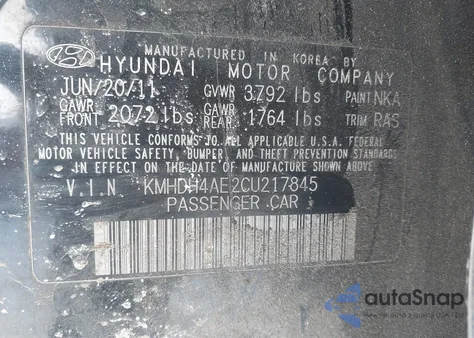 MANUFACTURED IN KOREA BY
HYUNDAI MOTOR COMPANY
JUN/20/11 GVWR 3792 lbs PAINT NKA
GAWR FRONT 2072 lbs GAWR REAR 1764 lbs TRIM RAS
THIS VEHICLE CONFORMS TO ALL APPLICABLE U.S.A. FEDERAL
MOTOR VEHICLE SAFETY, BUMPER, AND THEFT PREVENTION STANDARDS
IN EFFECT ON THE DATE OF MANUFACTURE SHOWN ABOVE
V.I.N KMHDH4AE2CU217845
PASSENGER CAR
autoSnap